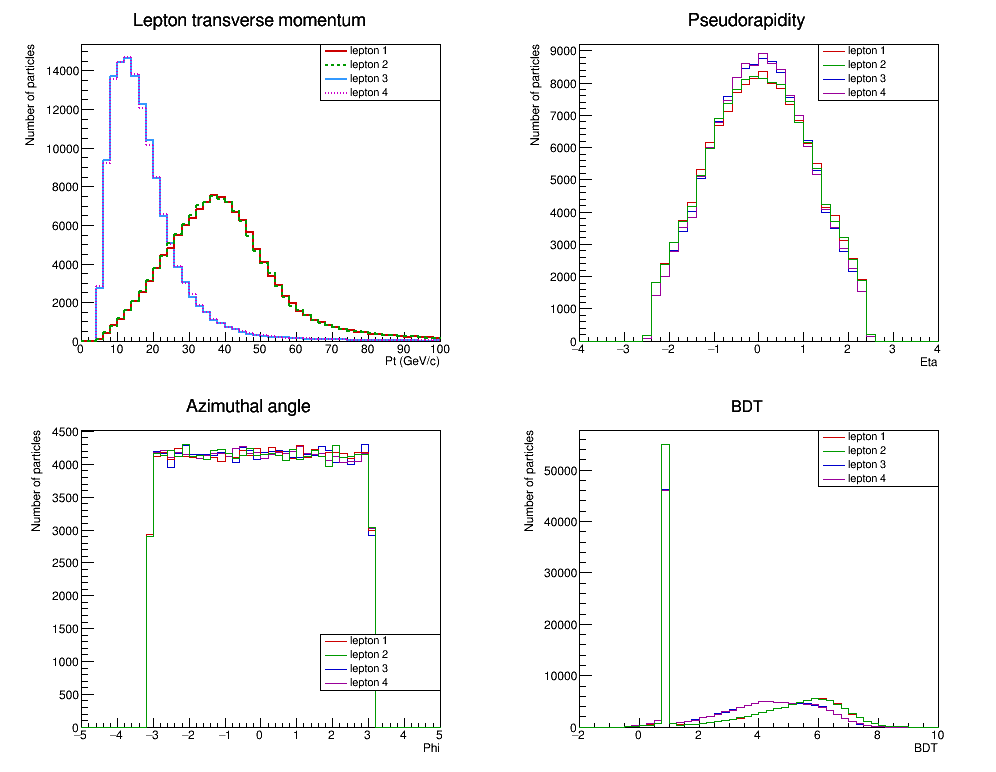 Lepton transverse momentum
Number of particles
14000
12000
10000
8000
6000
4000
2000
0
0 10 20 30 40 50 60 70 80 90 100
Pt (GeV/c)
lepton 1
lepton 2
lepton 3
lepton 4
Pseudorapidity
Number of particles
9000
8000
7000
6000
5000
4000
3000
2000
1000
0
−4 −3 −2 −1 0 1 2 3 4
Eta
lepton 1
lepton 2
lepton 3
lepton 4
Azimuthal angle
Number of particles
4500
4000
3500
3000
2500
2000
1500
1000
500
0
−5 −4 −3 −2 −1 0 1 2 3 4 5
Phi
lepton 1
lepton 2
lepton 3
lepton 4
BDT
Number of particles
50000
40000
30000
20000
10000
0
−2 0 2 4 6 8 10
BDT
lepton 1
lepton 2
lepton 3
lepton 4